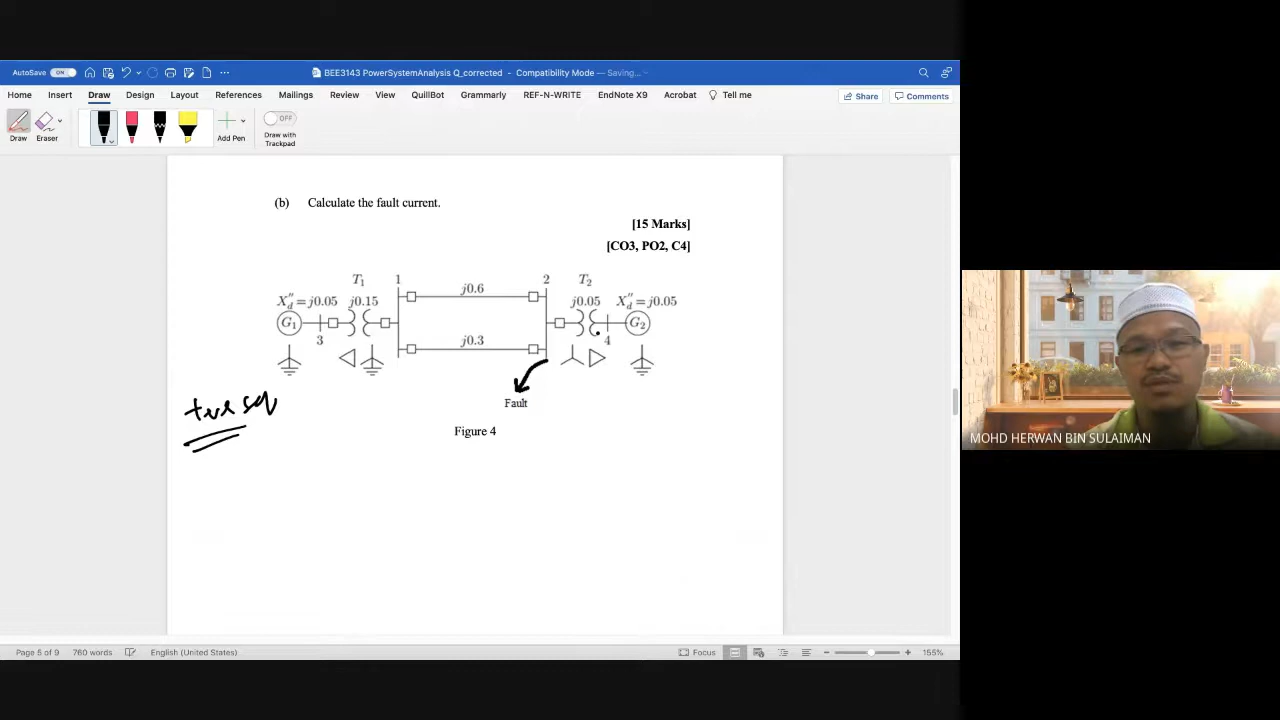 AutoSave ON BEE3143 PowerSystemAnalysis Q_corrected - Compatibility Mode — Saving...
Home Insert Draw Design Layout References Mailings Review View QuillBot Grammarly REF-N-WRITE EndNote X9 Acrobat Tell me Share Comments
Draw Eraser Add Pen OFF Draw with Trackpad
(b) Calculate the fault current.
[15 Marks]
[CO3, PO2, C4]
T1 1 2 T2
X″d = j0.05 j0.15 j0.6 j0.05 X″d = j0.05
G1 G2
3 j0.3 4
Fault
+ve seq
Figure 4
MOHD HERWAN BIN SULAIMAN
Page 5 of 9 760 words English (United States) Focus 155%